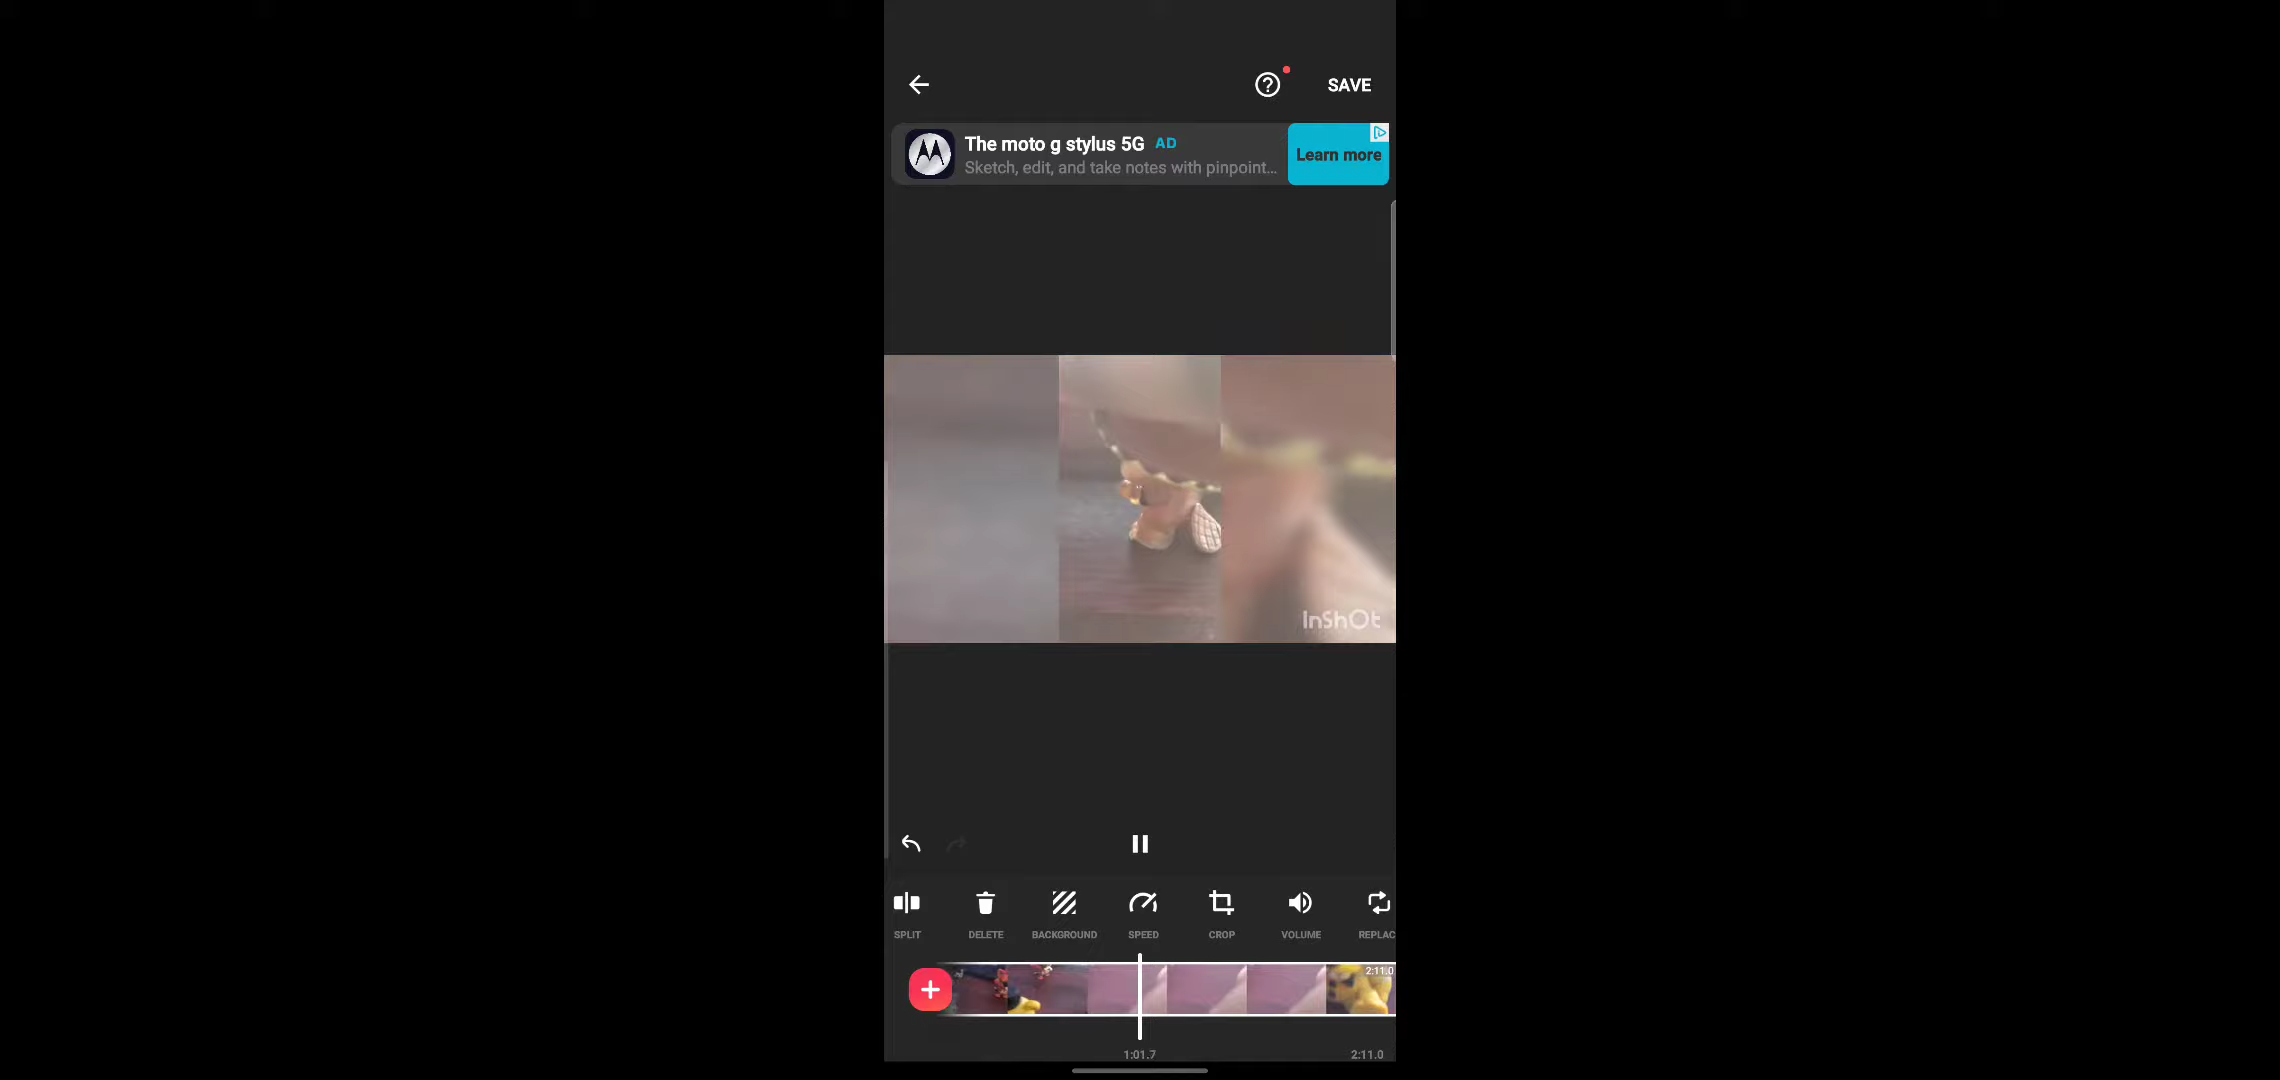 SAVE
The moto g stylus 5G AD
Sketch, edit, and take notes with pinpoint...
Learn more
InShOt
SPLIT
DELETE
BACKGROUND
SPEED
CROP
VOLUME
REPLAC
2:11.0
1:01.7
2:11.0